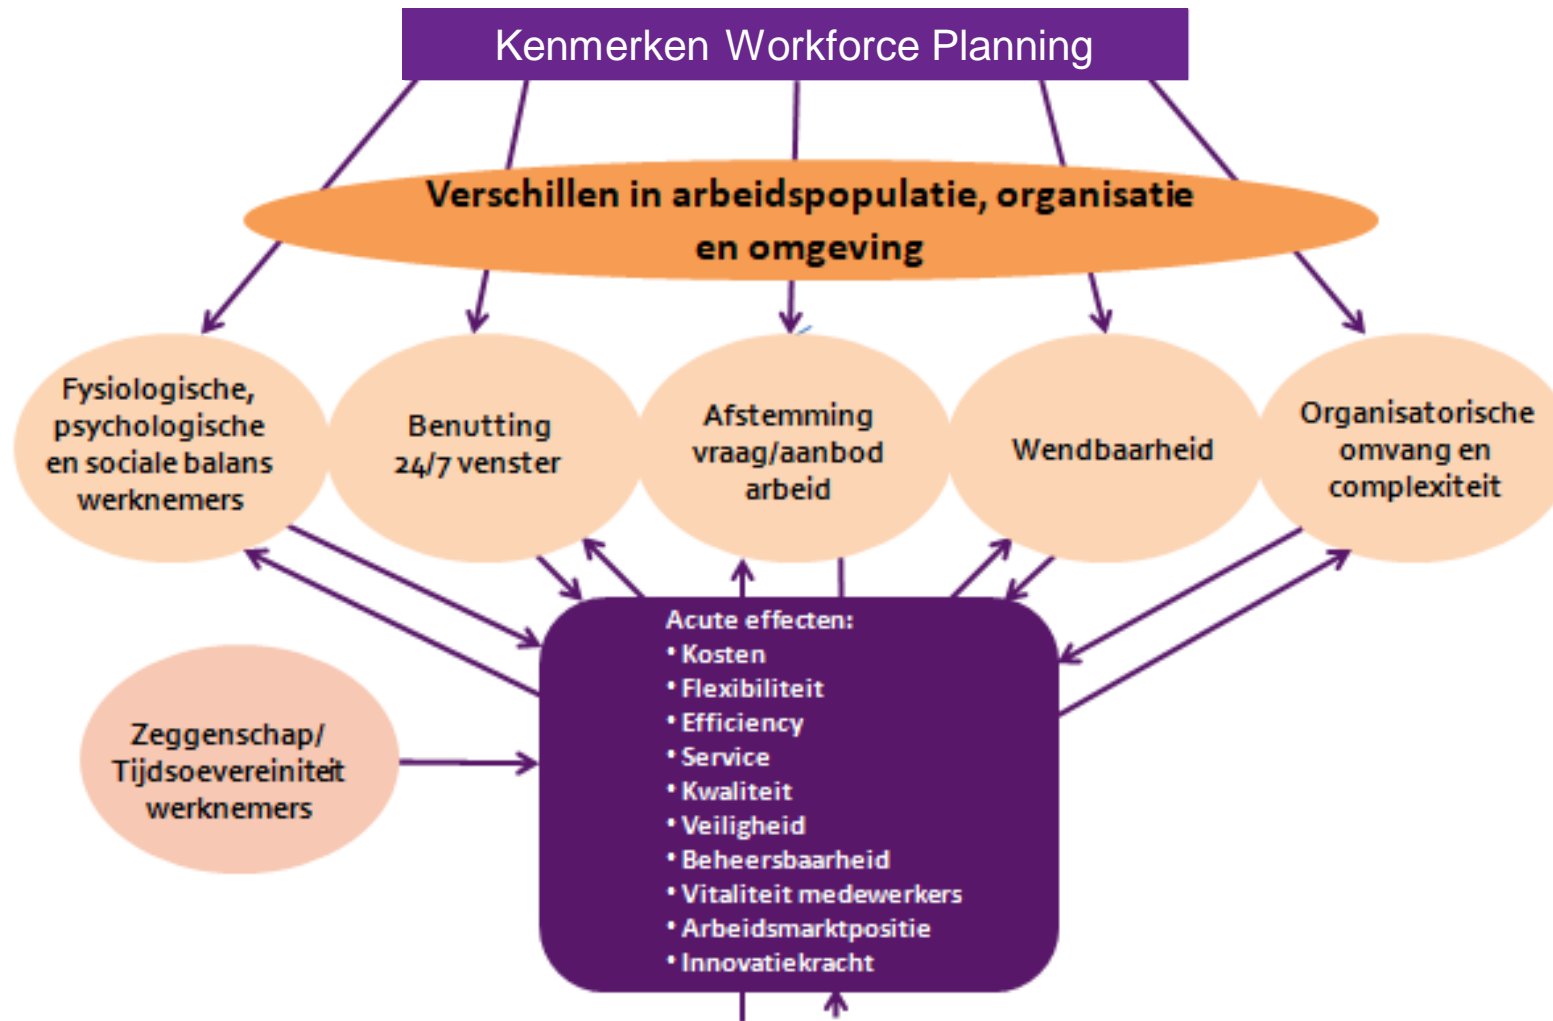 Kenmerken Workforce Planning
Verschillen in arbeidspopulatie, organisatie
en omgeving
Fysiologische,
psychologische
en sociale balans
werknemers
Benutting
24/7 venster
Afstemming
vraag/aanbod
arbeid
Wendbaarheid
Organisatorische
omvang en
complexiteit
Zeggenschap/
Tijdsoevereiniteit
werknemers
Acute effecten:
• Kosten
• Flexibiliteit
• Efficiency
• Service
• Kwaliteit
• Veiligheid
• Beheersbaarheid
• Vitaliteit medewerkers
• Arbeidsmarktpositie
• Innovatiekracht